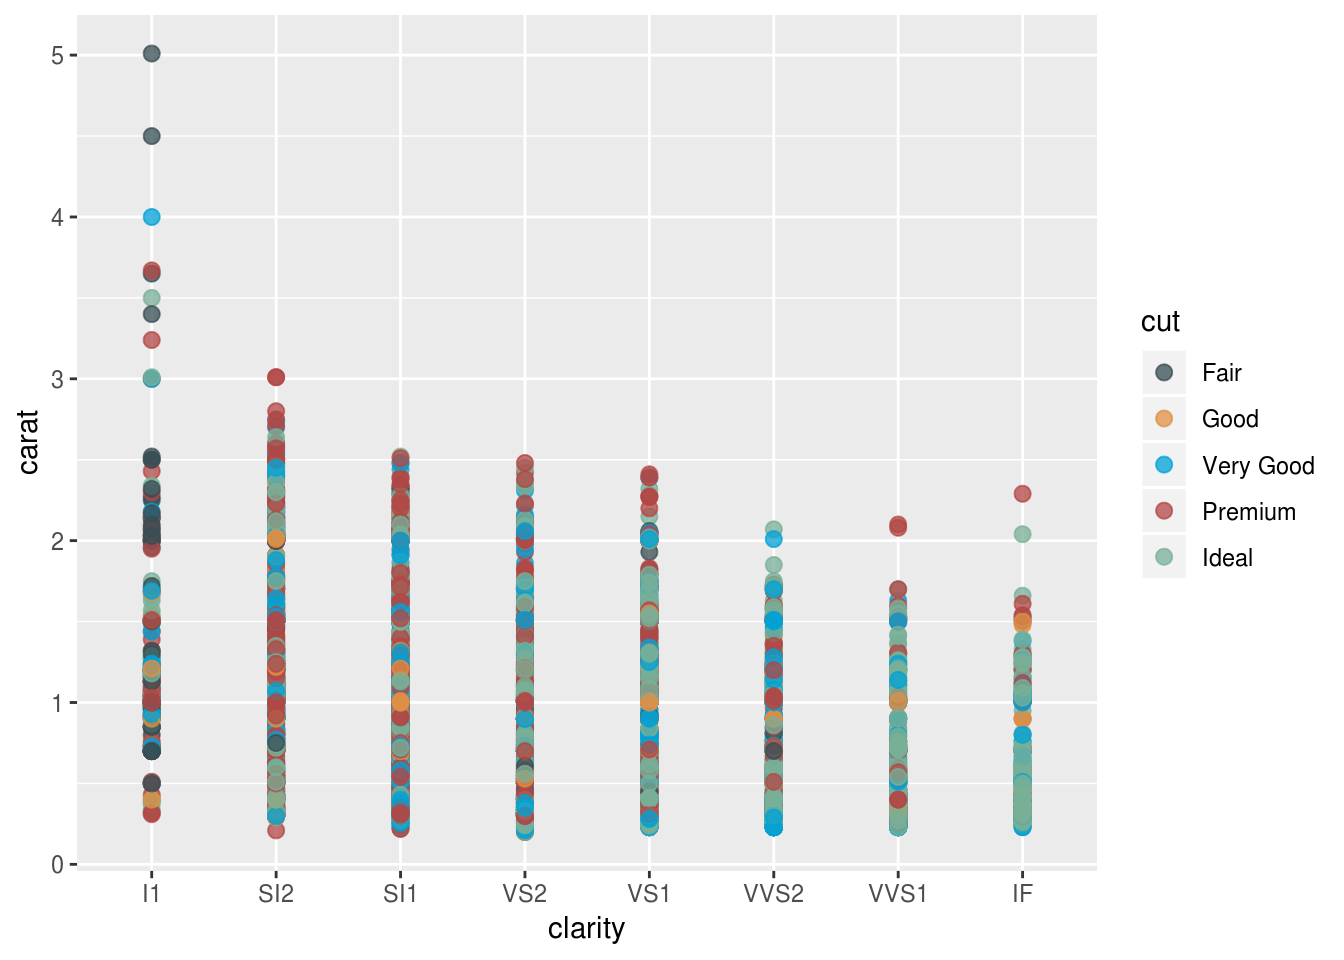 5
4
3
2
1
0
carat
I1 SI2 SI1 VS2 VS1 VVS2 VVS1 IF
clarity
cut
Fair
Good
Very Good
Premium
Ideal